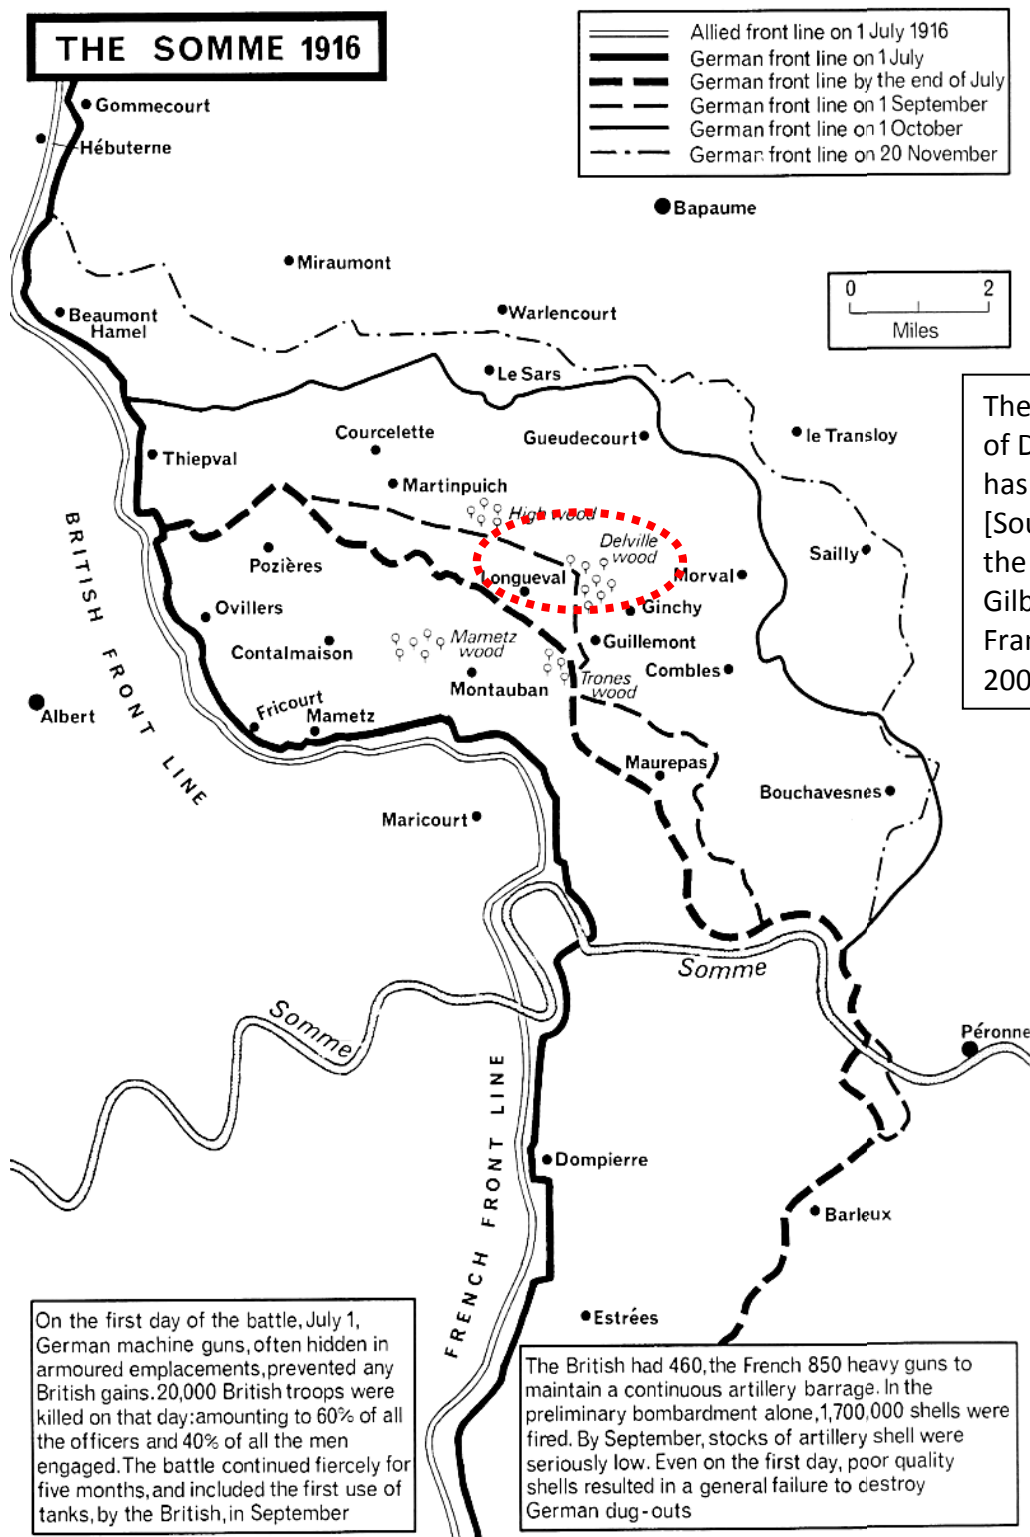 THE SOMME 1916
Allied front line on 1 July 1916
German front line on 1 July
German front line by the end of July
German front line on 1 September
German front line on 1 October
German front line on 20 November
Gommecourt
Hébuterne
Bapaume
Miraumont
0 2
Miles
Beaumont
Hamel
Warlencourt
Le Sars
The
of D
has
[Sou
the
Gilb
Fran
200
Courcelette
Gueudecourt
le Transloy
Thiepval
Martinpuich
High wood
Delville
wood
Sailly
BRITISH FRONT LINE
Pozières
Longueval
Morval
Ovillers
Ginchy
Contalmaison
Mametz
wood
Guillemont
Montauban
Trones
wood
Combles
Albert
Fricourt
Mametz
Maurepas
Bouchavesnes
Maricourt
Somme
Somme
Péronne
FRENCH FRONT LINE
Dompierre
Barleux
Estrées
On the first day of the battle, July 1,
German machine guns, often hidden in
armoured emplacements, prevented any
British gains. 20,000 British troops were
killed on that day: amounting to 60% of all
the officers and 40% of all the men
engaged. The battle continued fiercely for
five months, and included the first use of
tanks, by the British, in September
The British had 460, the French 850 heavy guns to
maintain a continuous artillery barrage. In the
preliminary bombardment alone, 1,700,000 shells were
fired. By September, stocks of artillery shell were
seriously low. Even on the first day, poor quality
shells resulted in a general failure to destroy
German dug-outs